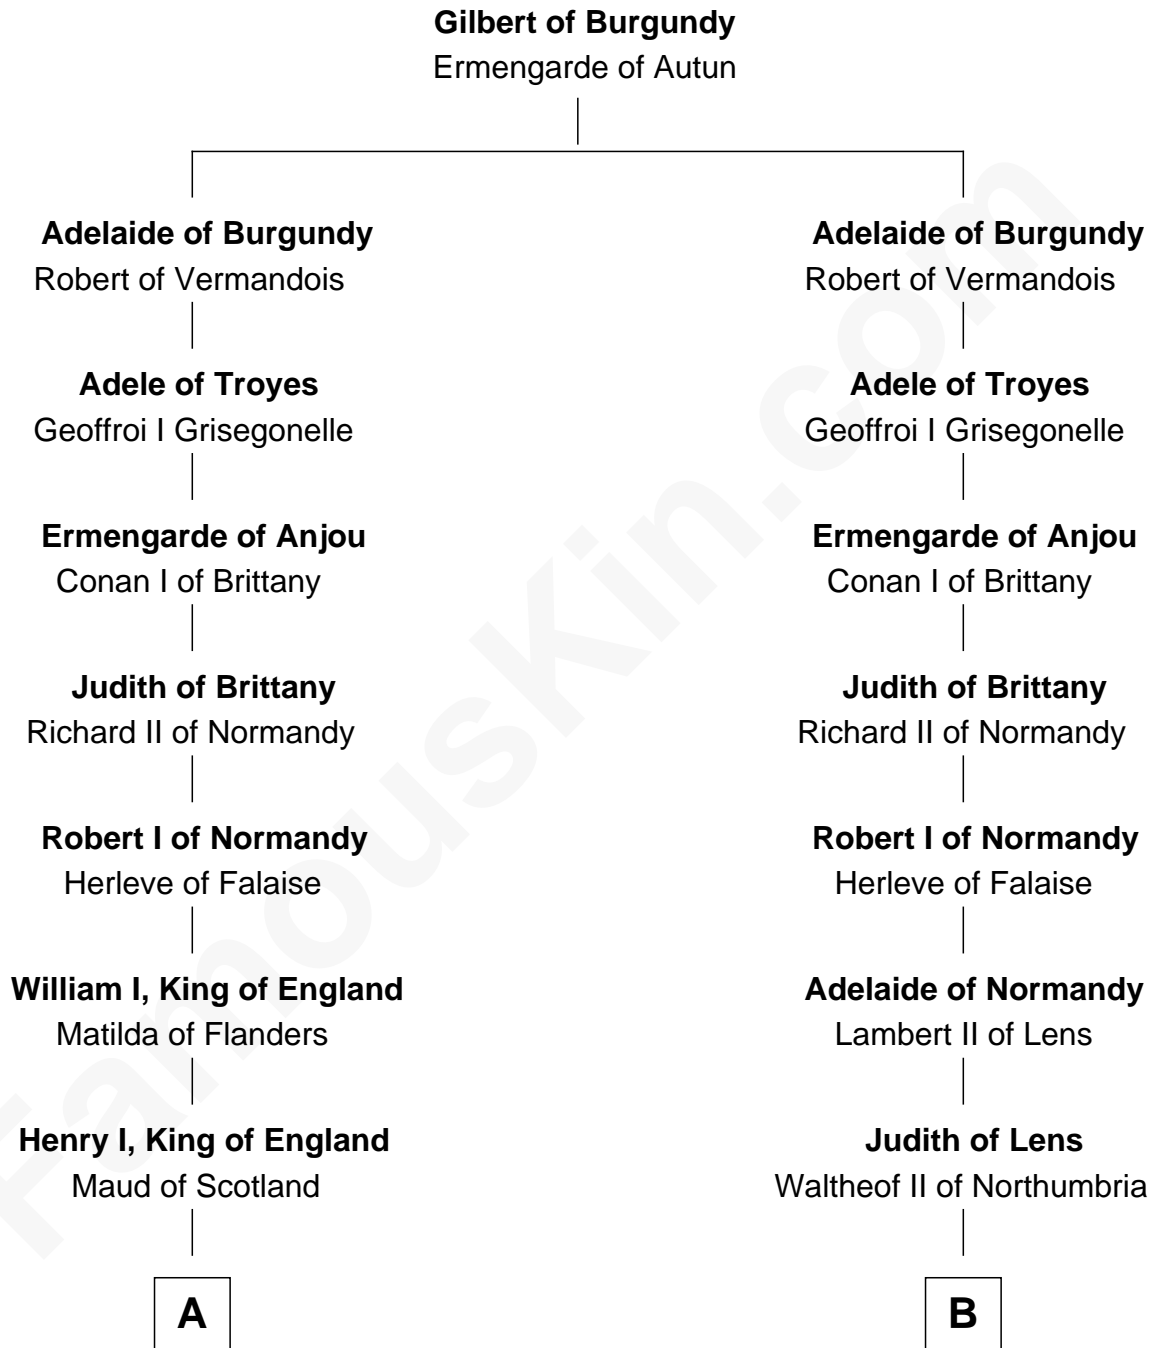 Gilbert of Burgundy
Ermengarde of Autun
Adelaide of Burgundy
Robert of Vermandois
Adelaide of Burgundy
Robert of Vermandois
Adele of Troyes
Geoffroi I Grisegonelle
Adele of Troyes
Geoffroi I Grisegonelle
Ermengarde of Anjou
Conan I of Brittany
Ermengarde of Anjou
Conan I of Brittany
Judith of Brittany
Richard II of Normandy
Judith of Brittany
Richard II of Normandy
Robert I of Normandy
Herleve of Falaise
Robert I of Normandy
Herleve of Falaise
William I, King of England
Matilda of Flanders
Adelaide of Normandy
Lambert II of Lens
Henry I, King of England
Maud of Scotland
Judith of Lens
Waltheof II of Northumbria
A
B
FamousKin.com